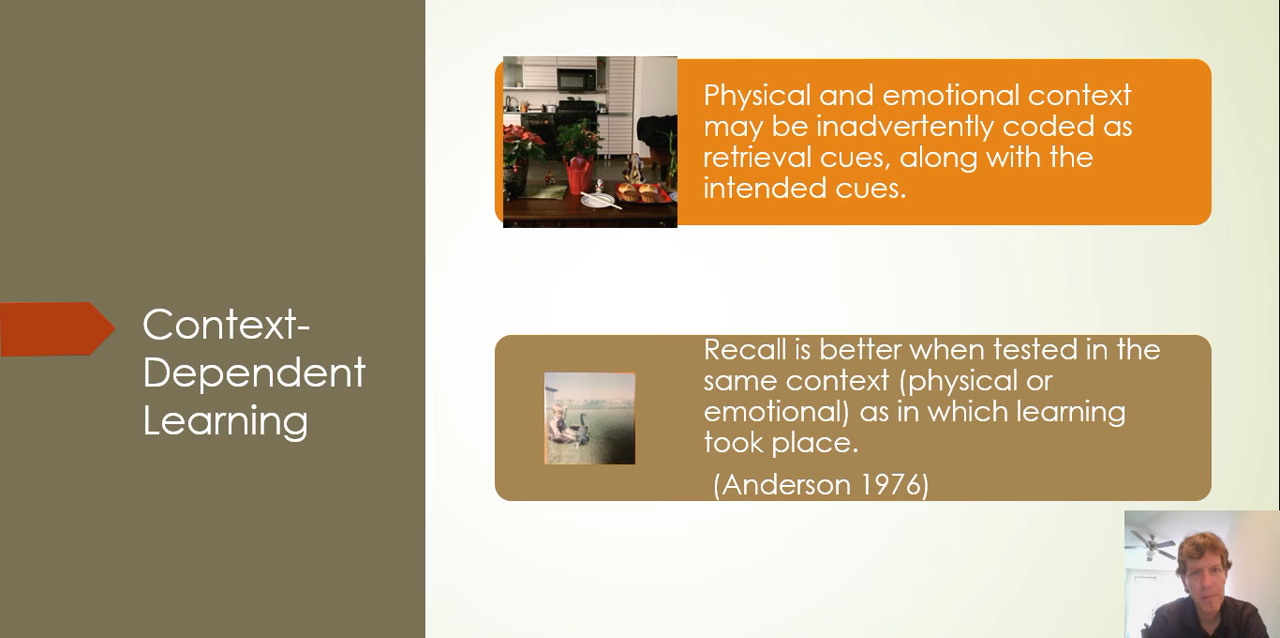 Context-
Dependent
Learning
Physical and emotional context
may be inadvertently coded as
retrieval cues, along with the
intended cues.
Recall is better when tested in the
same context (physical or
emotional) as in which learning
took place.
(Anderson 1976)